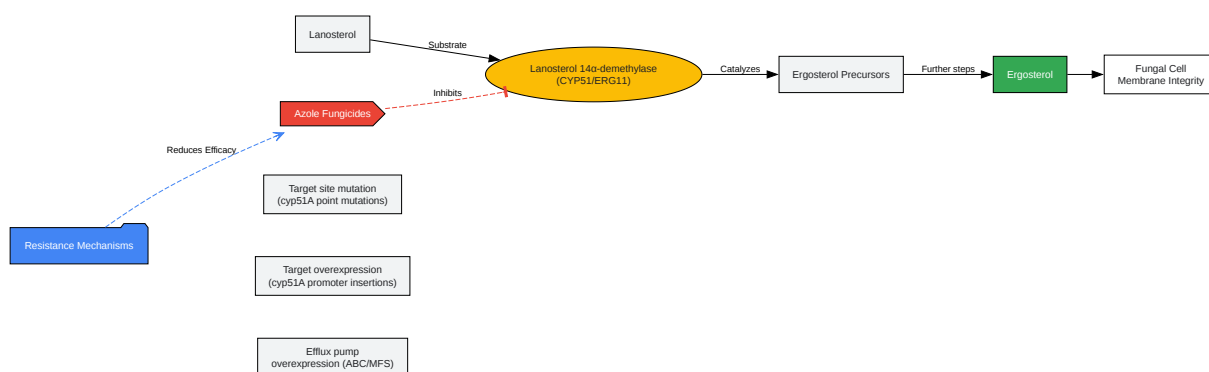 Lanosterol
Substrate
Lanosterol 14α-demethylase
(CYP51/ERG11)
Catalyzes
Ergosterol Precursors
Further steps
Ergosterol
Fungal Cell
Membrane Integrity
Inhibits
Azole Fungicides
Reduces Efficacy
Target site mutation
(cyp51A point mutations)
Resistance Mechanisms
Target overexpression
(cyp51A promoter insertions)
Efflux pump
overexpression (ABC/MFS)